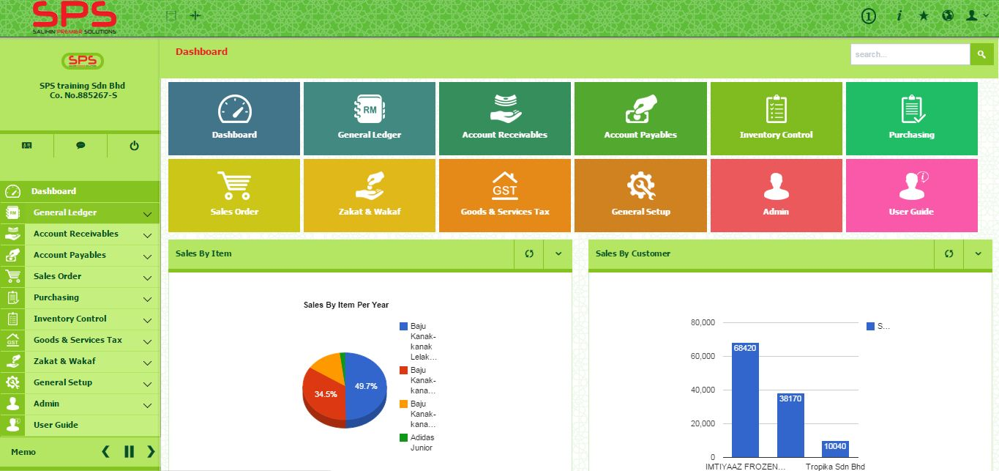 SPS
SALIHIN PREMIER SOLUTIONS
1
i
SPS
SPS training Sdn Bhd
Co. No.885267-S
Dashboard
search...
RM
Dashboard
General Ledger
Account Receivables
Account Payables
Inventory Control
Purchasing
GST
i
Sales Order
Zakat & Wakaf
Goods & Services Tax
General Setup
Admin
User Guide
Dashboard
RM General Ledger
Account Receivables
Account Payables
Sales Order
Purchasing
Inventory Control
GST Goods & Services Tax
Zakat & Wakaf
General Setup
Admin
User Guide
Memo
Sales By Item
Sales By Item Per Year
49.7%
34.5%
Baju
Kanak-
kanak
Lelak...
Baju
Kanak-
kana...
Baju
Kanak-
kana...
Adidas
Junior
Sales By Customer
80,000
60,000
40,000
20,000
0
68420
38170
10040
IMTIYAAZ FROZEN...
Tropika Sdn Bhd
S...